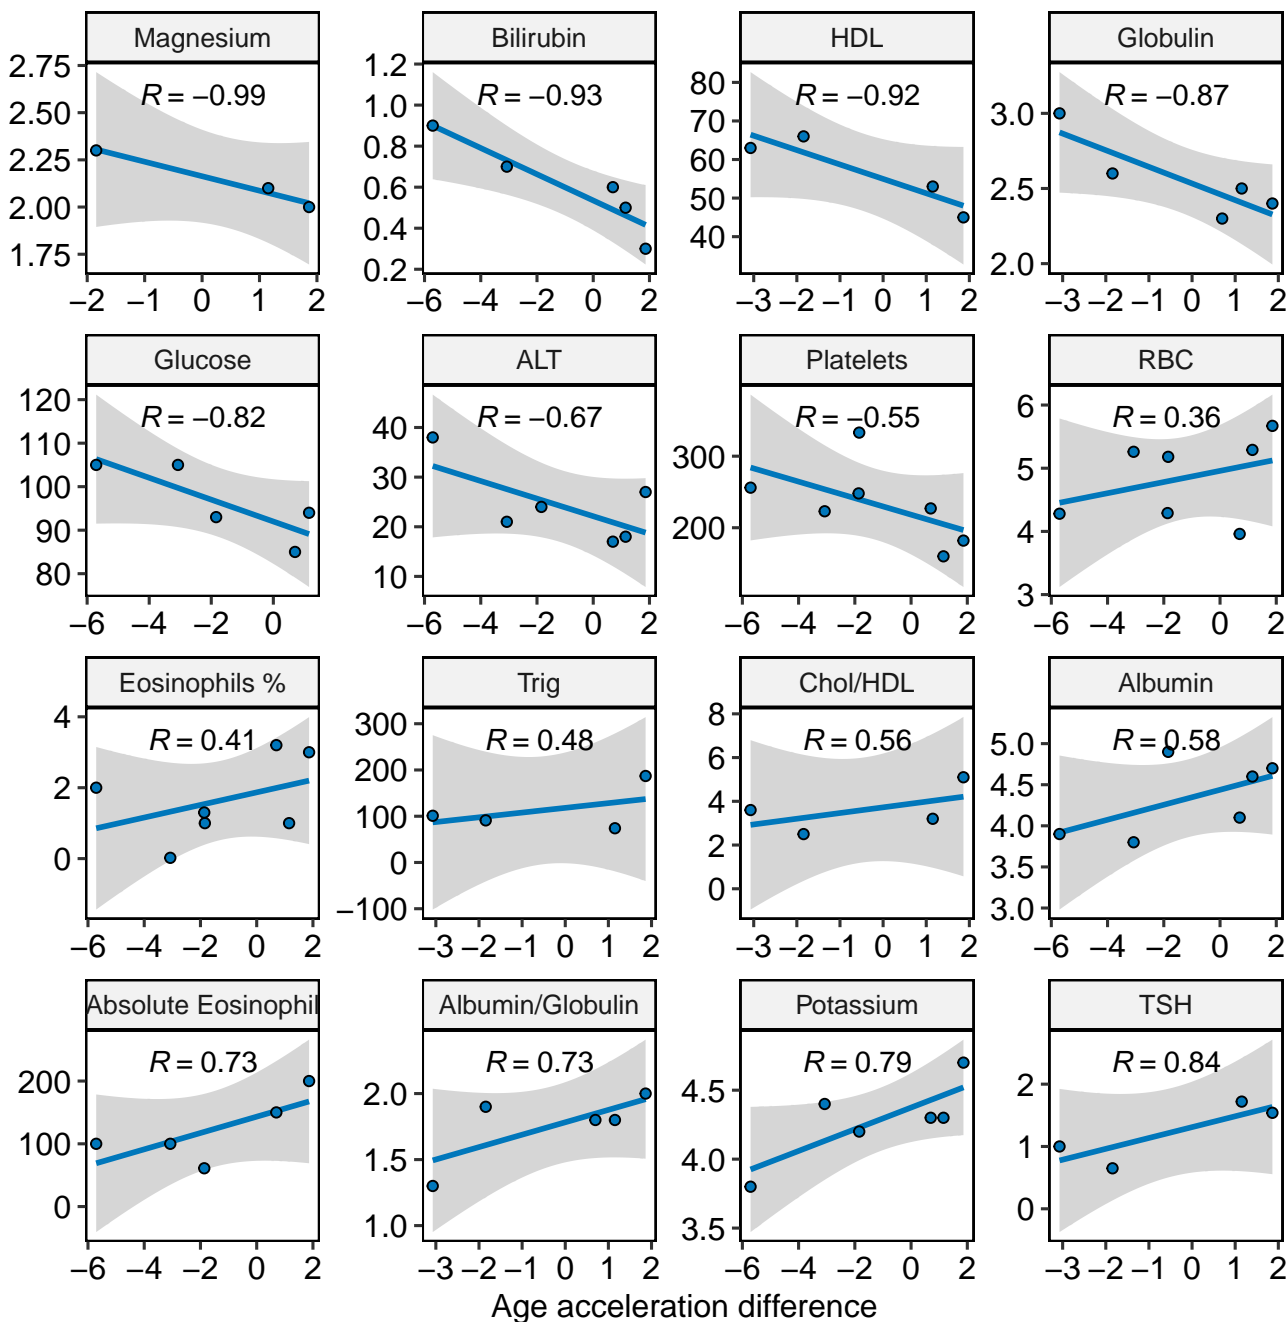 Magnesium Bilirubin HDL Globulin
R = −0.99 R = −0.93 R = −0.92 R = −0.87
2.75 2.50 2.25 2.00 1.75
1.2 1.0 0.8 0.6 0.4 0.2
80 70 60 50 40
3.0 2.5 2.0
−2 −1 0 1 2 −6 −4 −2 0 2 −3 −2 −1 0 1 2 −3 −2 −1 0 1 2
Glucose ALT Platelets RBC
R = −0.82 R = −0.67 R = −0.55 R = 0.36
120 110 100 90 80
40 30 20 10
300 200
6 5 4 3
−6 −4 −2 0 −6 −4 −2 0 2 −6 −4 −2 0 2 −6 −4 −2 0 2
Eosinophils % Trig Chol/HDL Albumin
R = 0.41 R = 0.48 R = 0.56 R = 0.58
4 2 0
300 200 100 0 −100
8 6 4 2 0
5.0 4.5 4.0 3.5 3.0
−6 −4 −2 0 2 −3 −2 −1 0 1 2 −3 −2 −1 0 1 2 −6 −4 −2 0 2
Absolute Eosinophil Albumin/Globulin Potassium TSH
R = 0.73 R = 0.73 R = 0.79 R = 0.84
200 100 0
2.0 1.5 1.0
4.5 4.0 3.5
2 1 0
−6 −4 −2 0 2 −3 −2 −1 0 1 2 −6 −4 −2 0 2 −3 −2 −1 0 1 2
Age acceleration difference